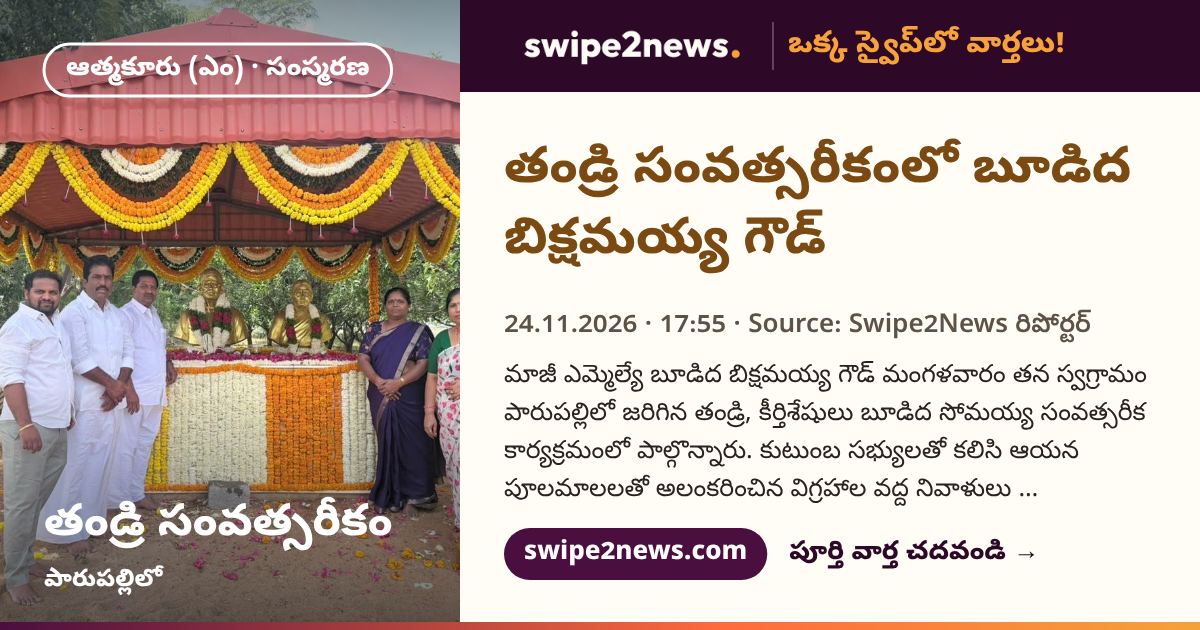 ఆత్మకూరు (ఎం) · సంస్మరణ
తండ్రి సంవత్సరీకం
పారుపల్లిలో
swipe2news.
ఒక్క స్వైప్‌లో వార్తలు!
తండ్రి సంవత్సరీకంలో బూడిద
బిక్షమయ్య గౌడ్
24.11.2026 · 17:55 · Source: Swipe2News రిపోర్టర్
మాజీ ఎమ్మెల్యే బూడిద బిక్షమయ్య గౌడ్ మంగళవారం తన స్వగ్రామం
పారుపల్లిలో జరిగిన తండ్రి, కీర్తిశేషులు బూడిద సోమయ్య సంవత్సరీక
కార్యక్రమంలో పాల్గొన్నారు. కుటుంబ సభ్యులతో కలిసి ఆయన
పూలమాలలతో అలంకరించిన విగ్రహాల వద్ద నివాళులు ...
swipe2news.com
పూర్తి వార్త చదవండి →